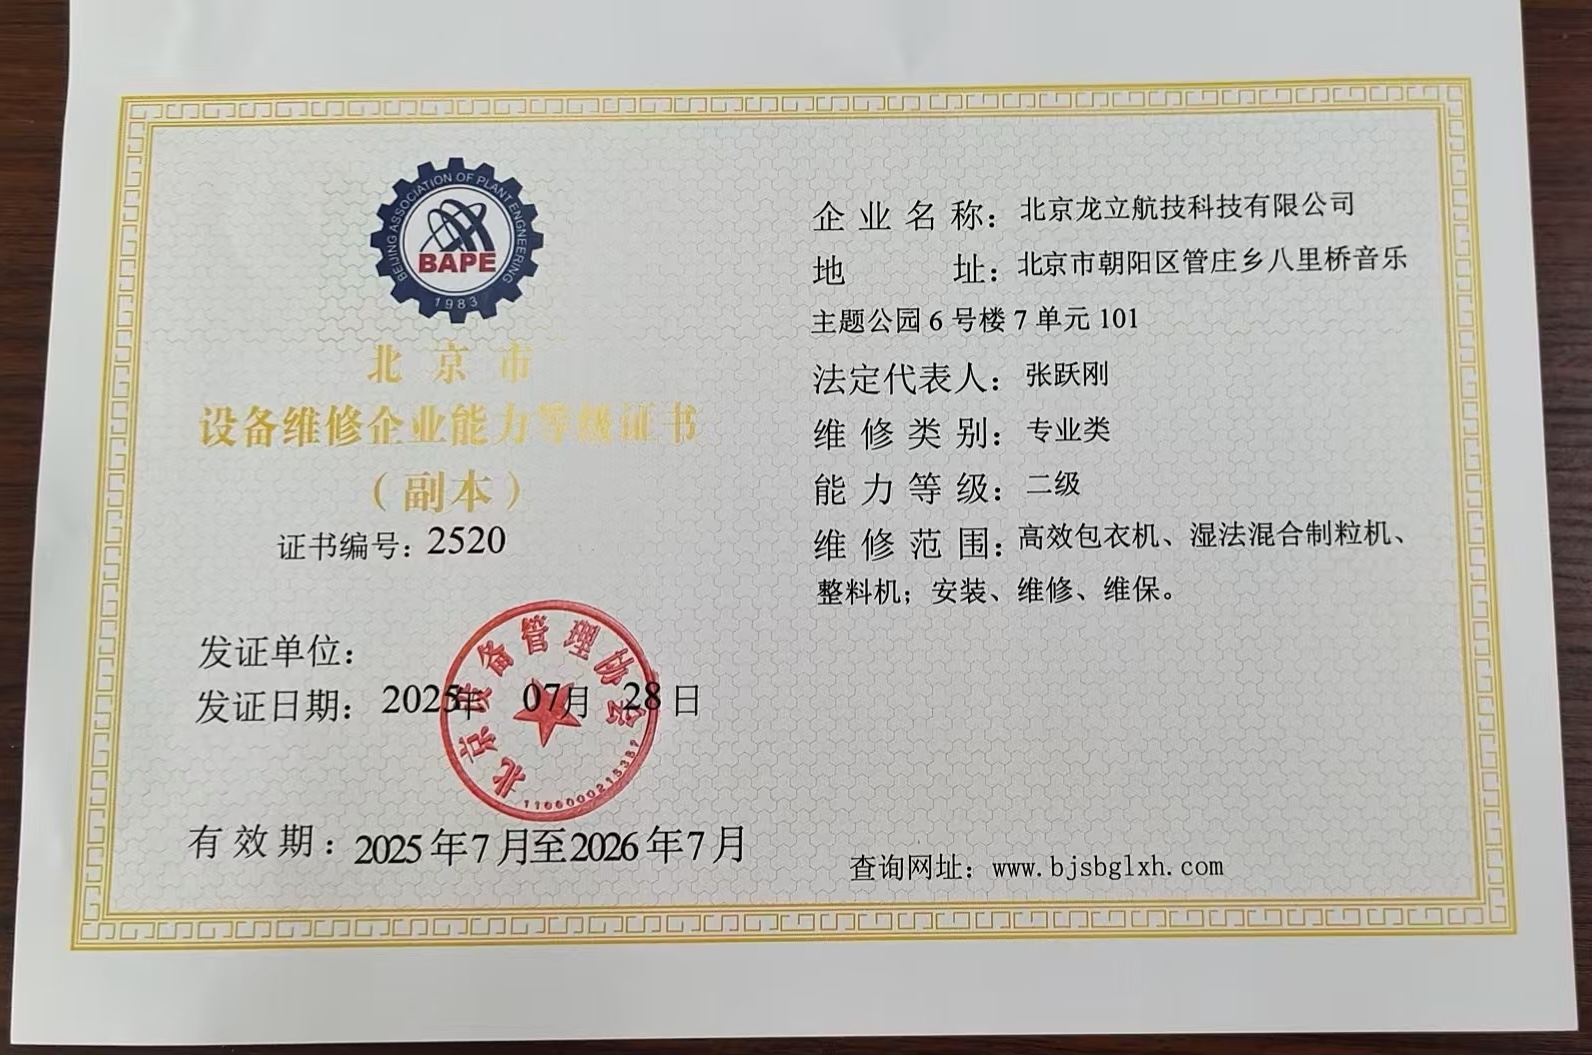 BEIJING ASSOCIATION OF PLANT ENGNEERING
BAPE
1983
北京市
设备维修企业能力等级证书
（副本）
证书编号：2520
发证单位：
发证日期：2025年 07月 28日
北京设备管理协会
有效期：2025年7月至2026年7月
企业名称：北京龙立航技科技有限公司
地 址：北京市朝阳区管庄乡八里桥音乐
主题公园6号楼7单元101
法定代表人：张跃刚
维修类别：专业类
能力等级：二级
维修范围：高效包衣机、湿法混合制粒机、
整料机；安装、维修、维保。
查询网址：www.bjsbglxh.com